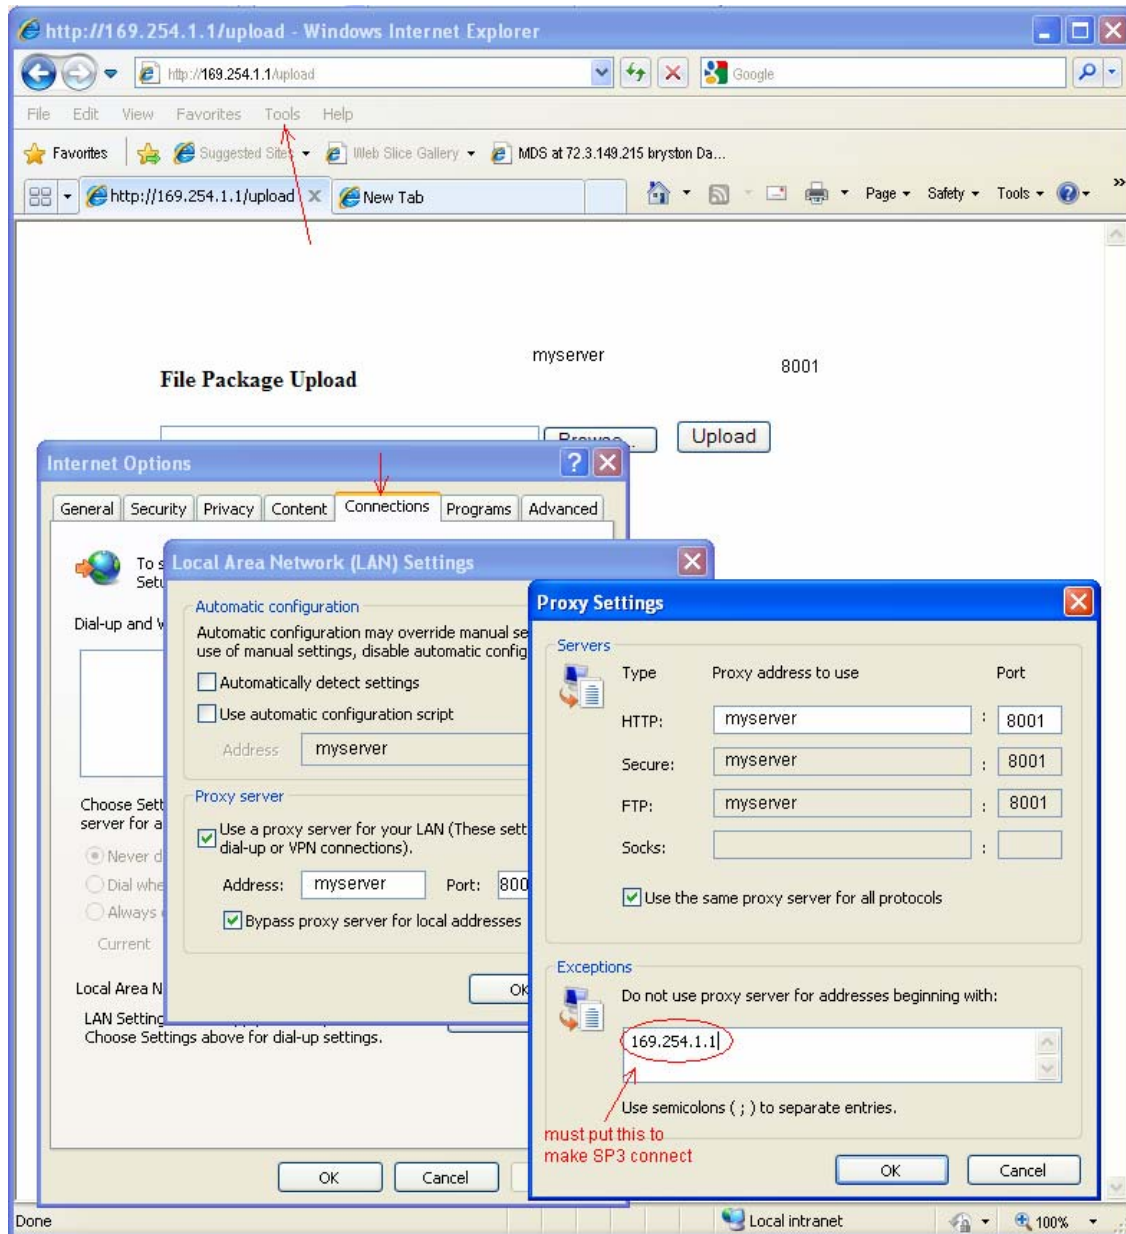 http://169.254.1.1/upload - Windows Internet Explorer
http://169.254.1.1/upload
Google
File Edit View Favorites Tools Help
Favorites Suggested Sites Web Slice Gallery MDS at 72.3.149.215 bryston Da...
http://169.254.1.1/upload New Tab
Page Safety Tools
myserver
8001
File Package Upload
Browse... Upload
Internet Options
General Security Privacy Content Connections Programs Advanced
To s
Setu
Dial-up and V
Choose Sett
server for a
Never d
Dial whe
Always
Current
Local Area N
LAN Setting
Choose Settings above for dial-up settings.
OK Cancel
Local Area Network (LAN) Settings
Automatic configuration
Automatic configuration may override manual se
use of manual settings, disable automatic config
Automatically detect settings
Use automatic configuration script
Address myserver
Proxy server
Use a proxy server for your LAN (These sett
dial-up or VPN connections).
Address: myserver Port: 800
Bypass proxy server for local addresses
OK
Proxy Settings
Servers
Type Proxy address to use Port
HTTP: myserver : 8001
Secure: myserver : 8001
FTP: myserver : 8001
Socks: :
Use the same proxy server for all protocols
Exceptions
Do not use proxy server for addresses beginning with:
169.254.1.1
Use semicolons ( ; ) to separate entries.
must put this to
make SP3 connect
OK Cancel
Done Local intranet 100%